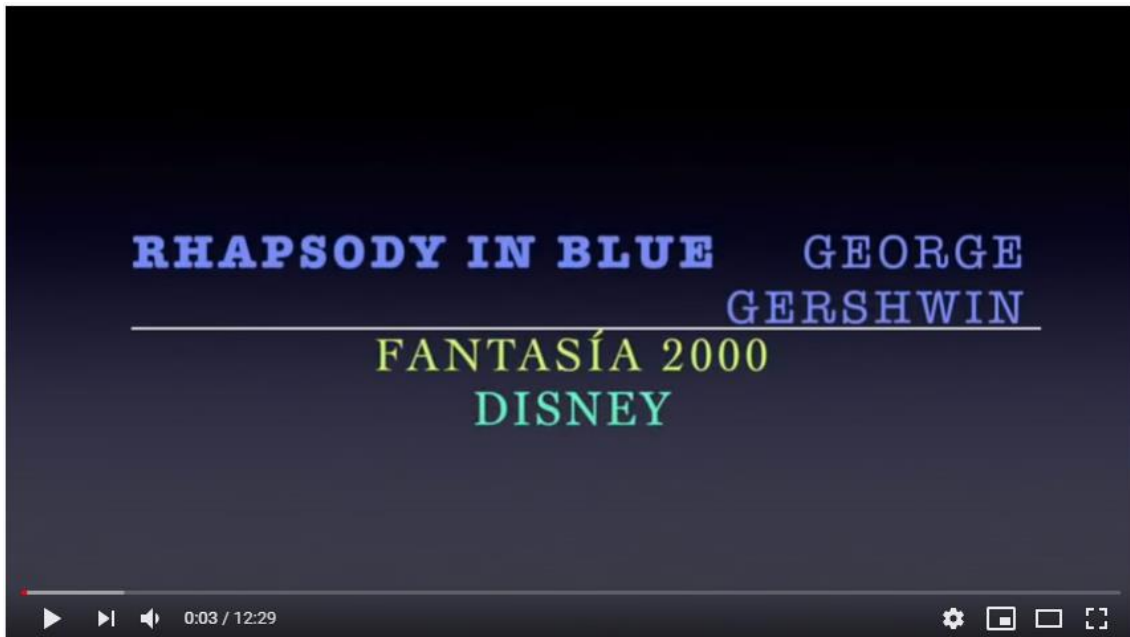 RHAPSODY IN BLUE GEORGE
GERSHWIN
FANTASÍA 2000
DISNEY
0:03 / 12:29